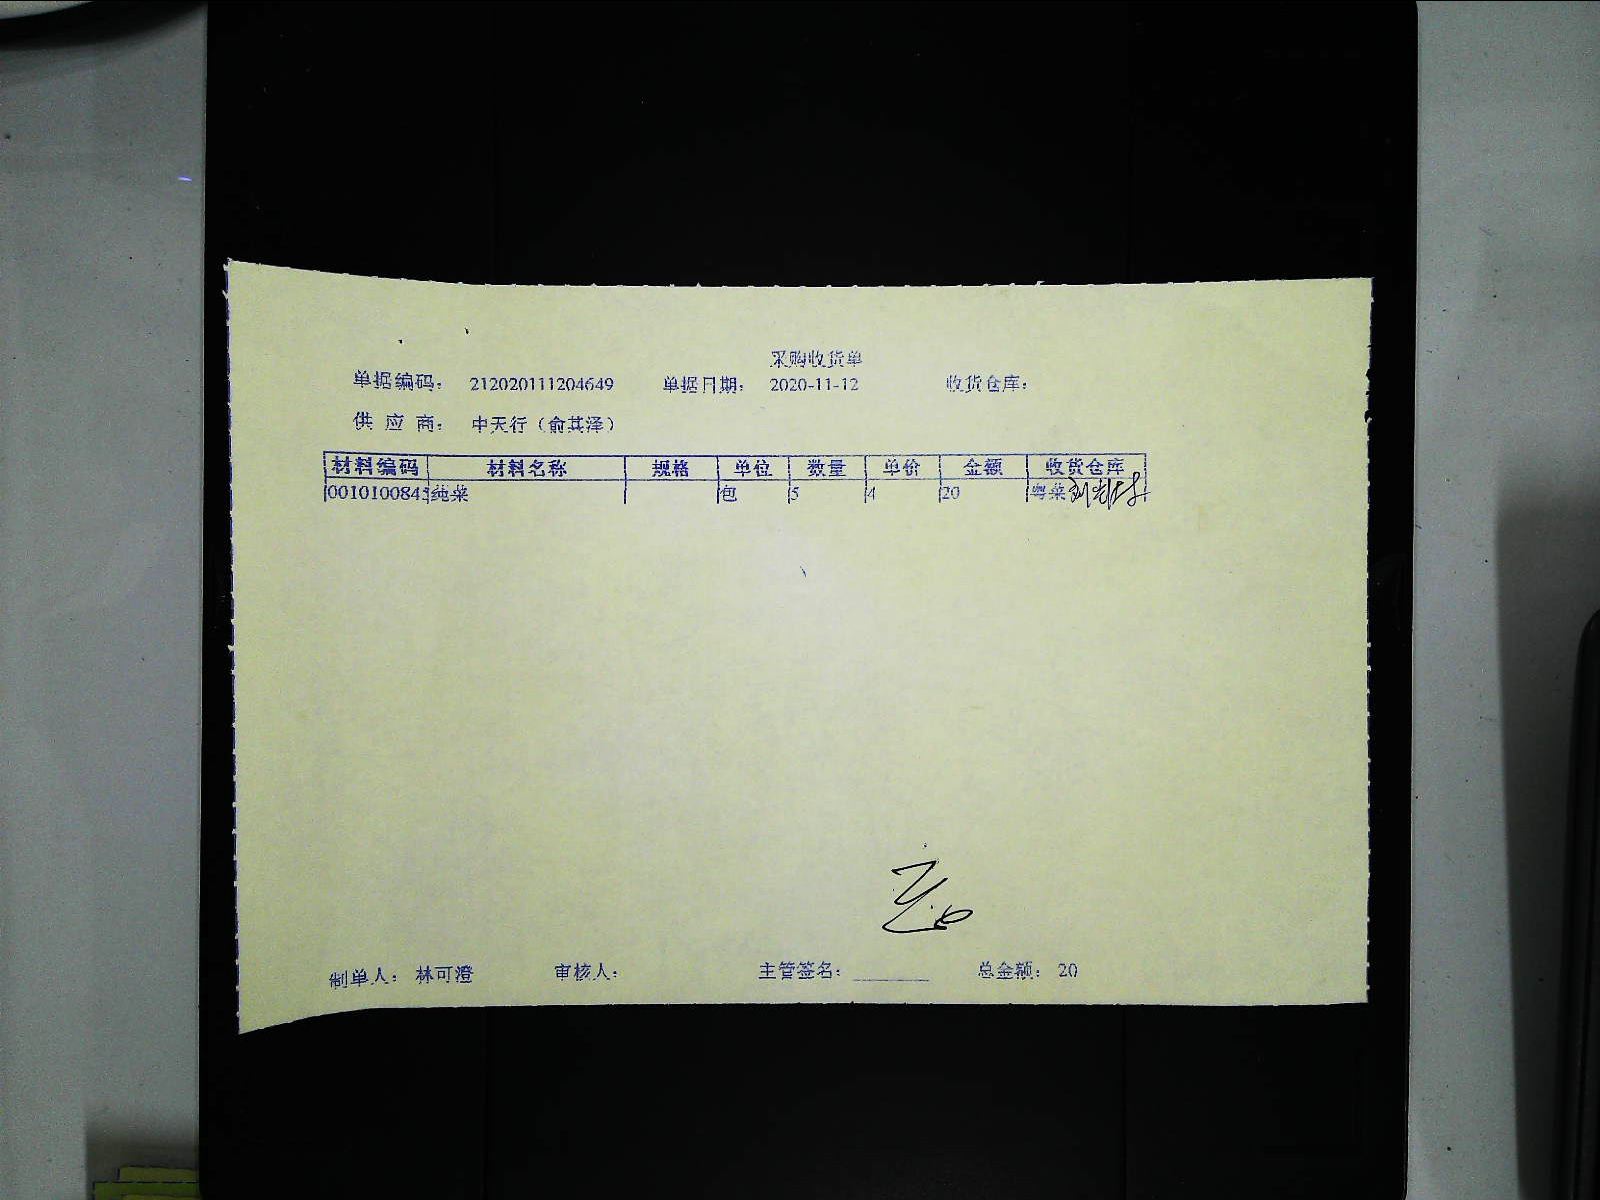 采购收货单
单据编码： 212020111204649 单据日期： 2020-11-12 收货仓库：
供 应 商： 中天行（俞其泽）
材料编码 材料名称 规格 单位 数量 单价 金额 收货仓库
001010084 纯菜 包 5 4 20 粤菜
制单人： 林可澄 审核人： 主管签名： 总金额： 20